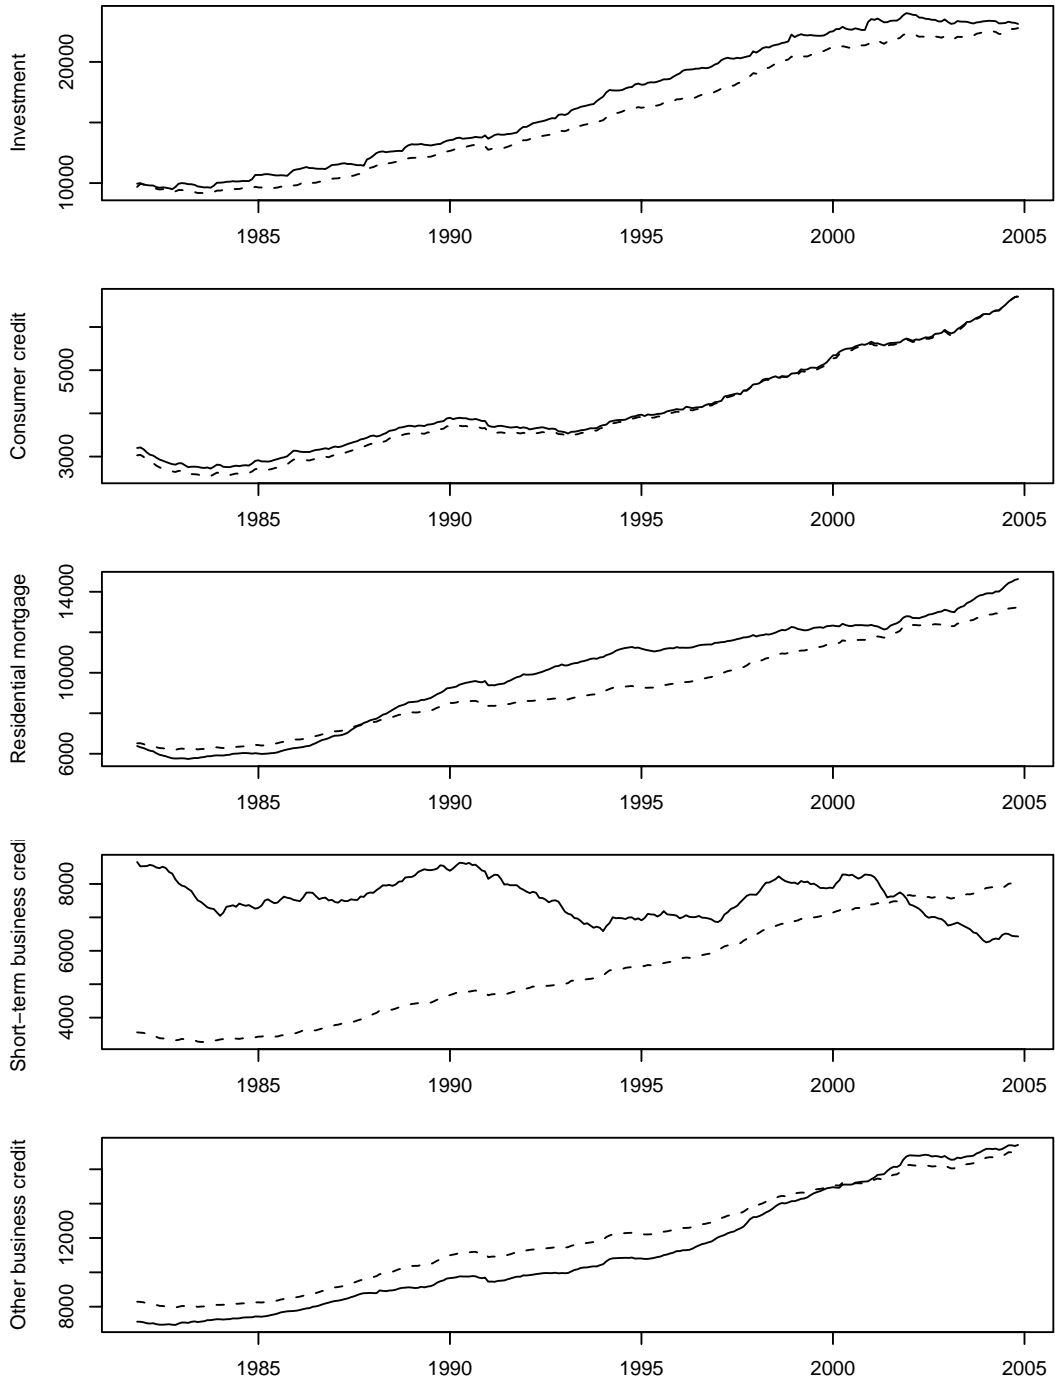 Investment
20000
10000
1985 1990 1995 2000 2005
Consumer credit
5000
3000
1985 1990 1995 2000 2005
Residential mortgage
14000
10000
6000
1985 1990 1995 2000 2005
Short−term business credi
8000
6000
4000
1985 1990 1995 2000 2005
Other business credit
12000
8000
1985 1990 1995 2000 2005